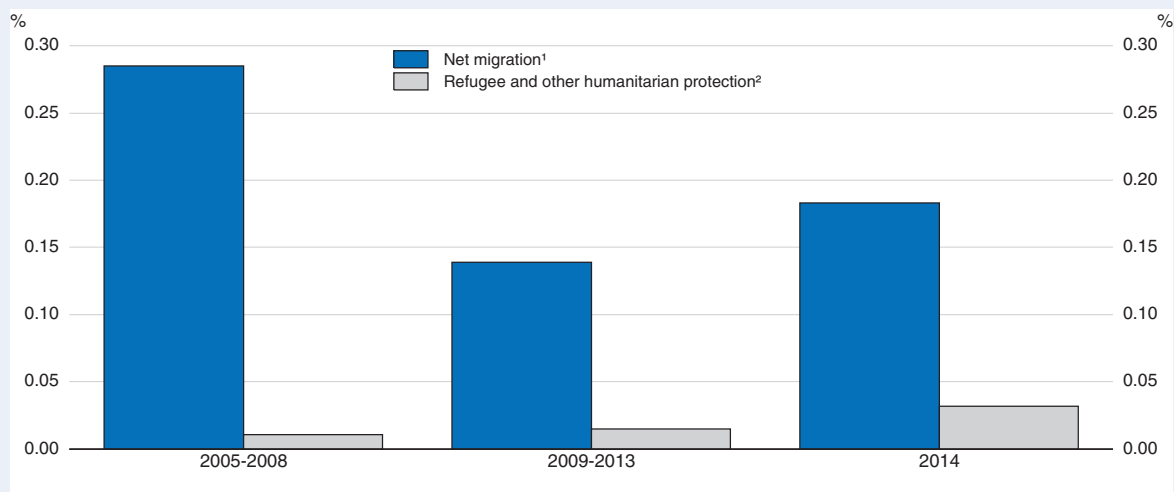 % %
0.30 0.30
Net migration¹
Refugee and other humanitarian protection²
0.25 0.25
0.20 0.20
0.15 0.15
0.10 0.10
0.05 0.05
0.00 0.00
2005-2008 2009-2013 2014